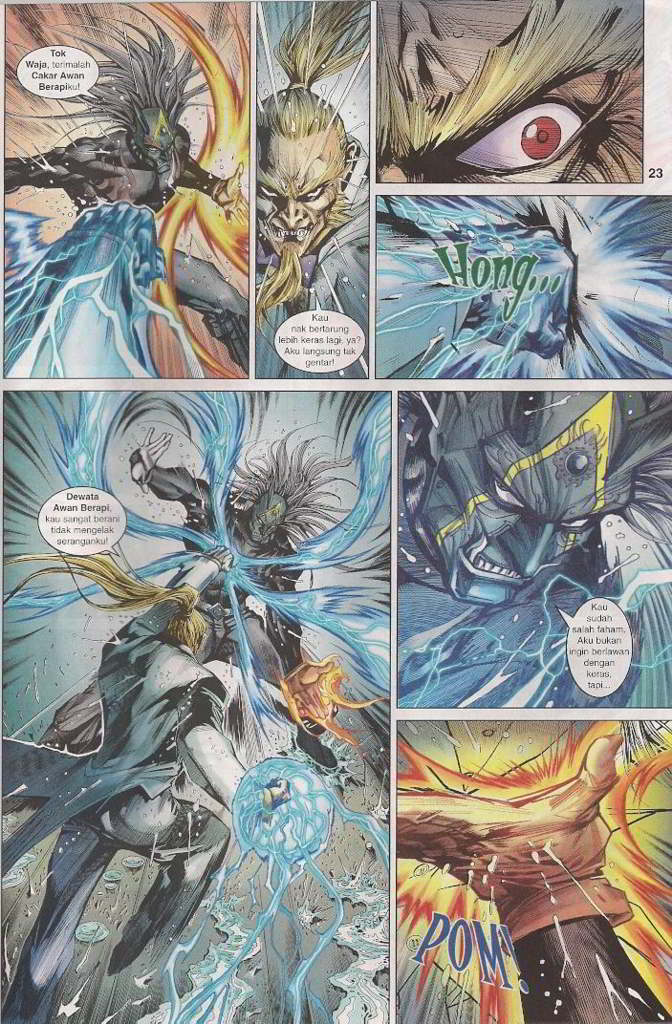 Tok
Waja, terimalah
Cakar Awan
Berapiku!
Kau
nak bertarung
lebih keras lagi, ya?
Aku langsung tak
gentar!
23
Hong...
Dewata
Awan Berapi,
kau sangat berani
tidak mengelak
seranganku!
Kau
sudah
salah faham,
Aku bukan
ingin berlawan
dengan
keras,
tapi...
POM!